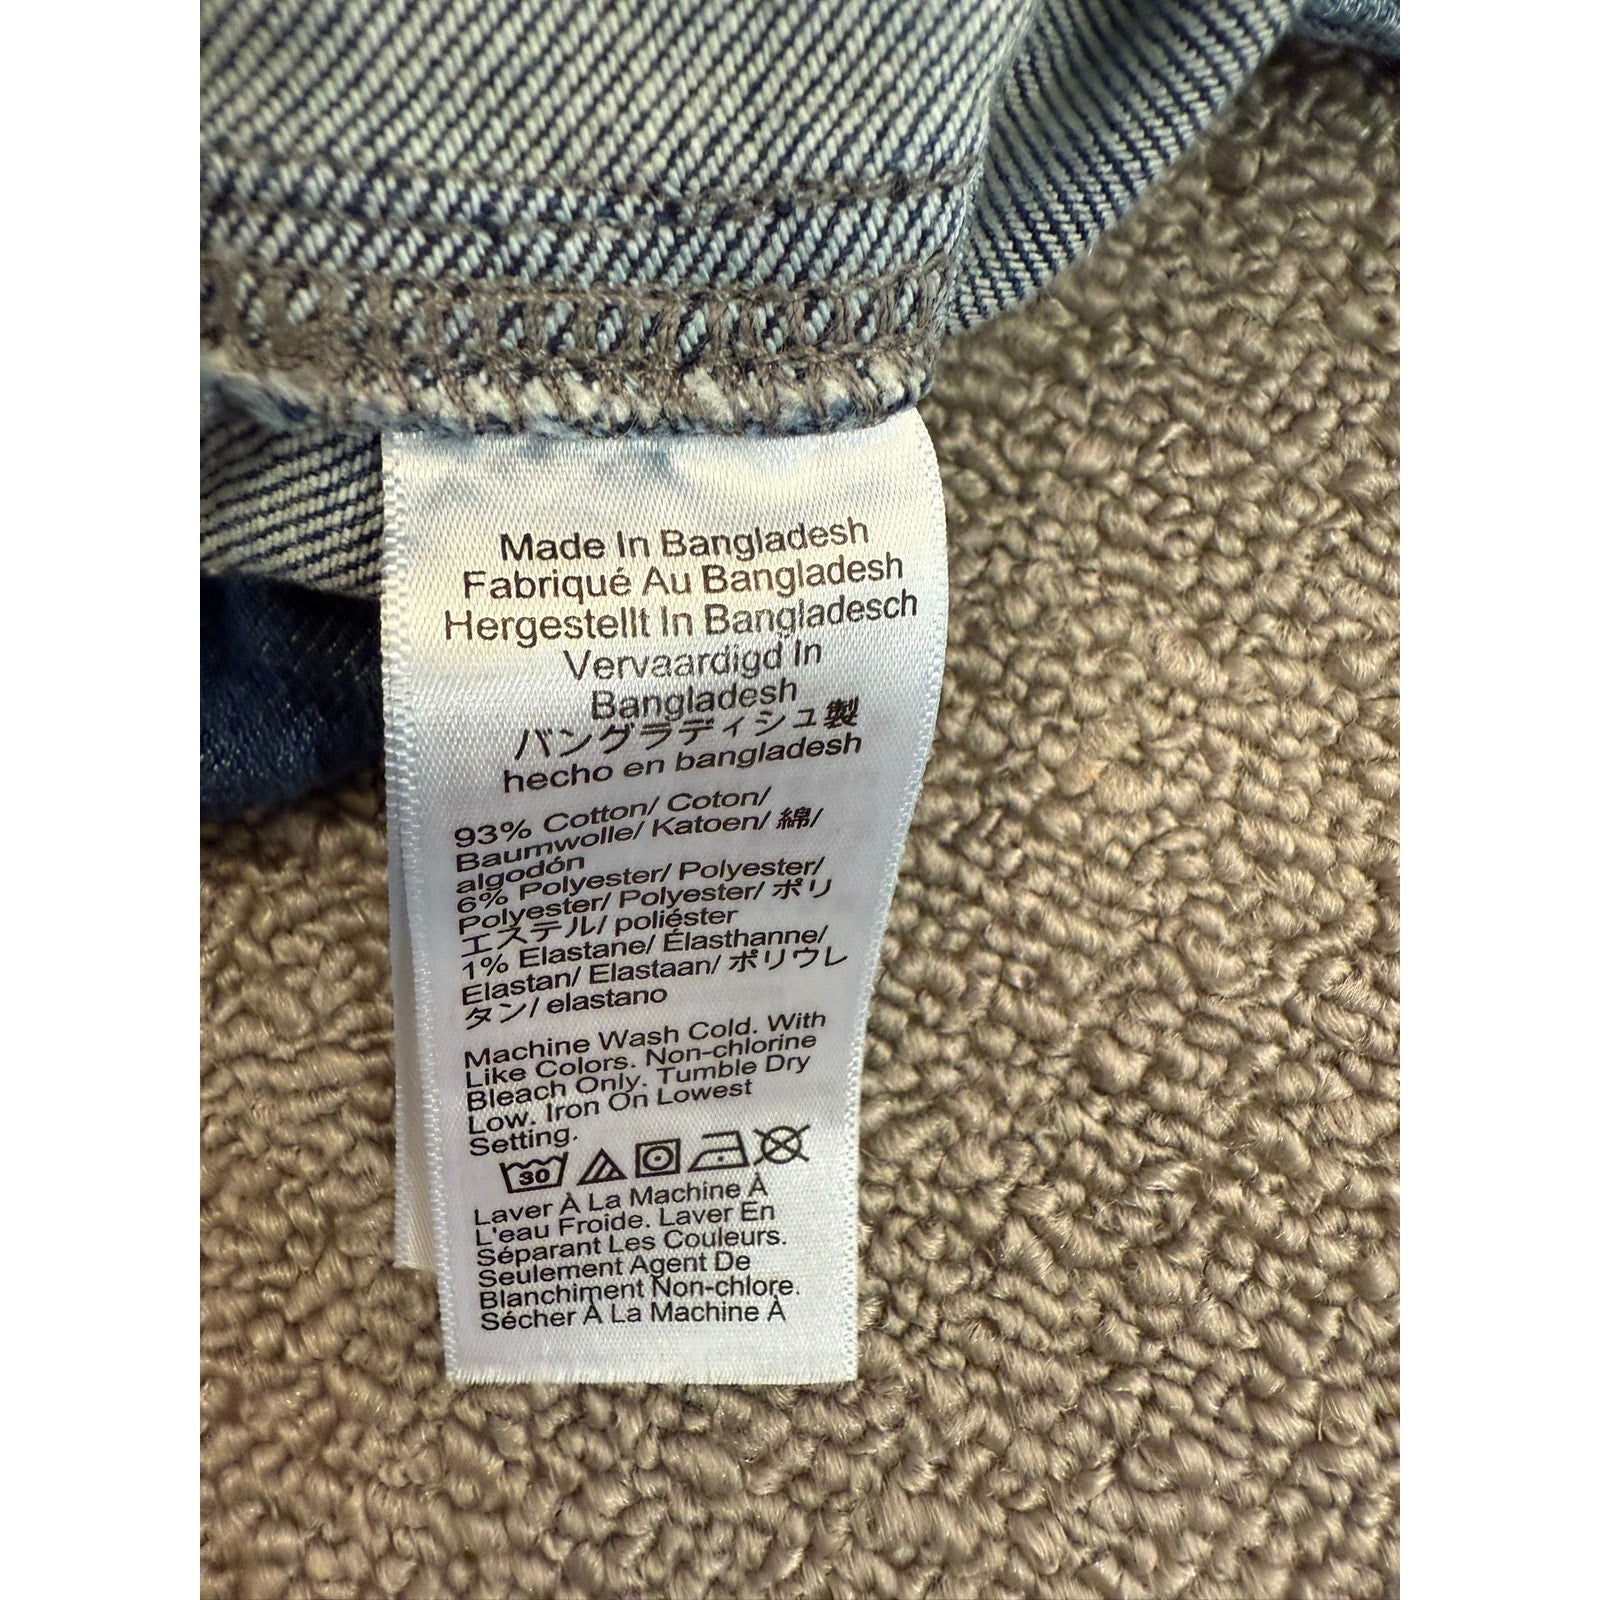 Made In Bangladesh
Fabriqué Au Bangladesh
Hergestellt In Bangladesch
Vervaardigd In
Bangladesh
バングラディシュ製
hecho en bangladesh
93% Cotton/ Coton/
Baumwolle/ Katoen/ 綿/
algodón
6% Polyester/ Polyester/
Polyester/ Polyester/ ポリ
エステル/ poliéster
1% Elastane/ Élasthanne/
Elastan/ Elastaan/ ポリウレ
タン/ elastano
Machine Wash Cold. With
Like Colors. Non-chlorine
Bleach Only. Tumble Dry
Low. Iron On Lowest
Setting.
30
Laver À La Machine À
L'eau Froide. Laver En
Séparant Les Couleurs.
Seulement Agent De
Blanchiment Non-chlore.
Sécher À La Machine À